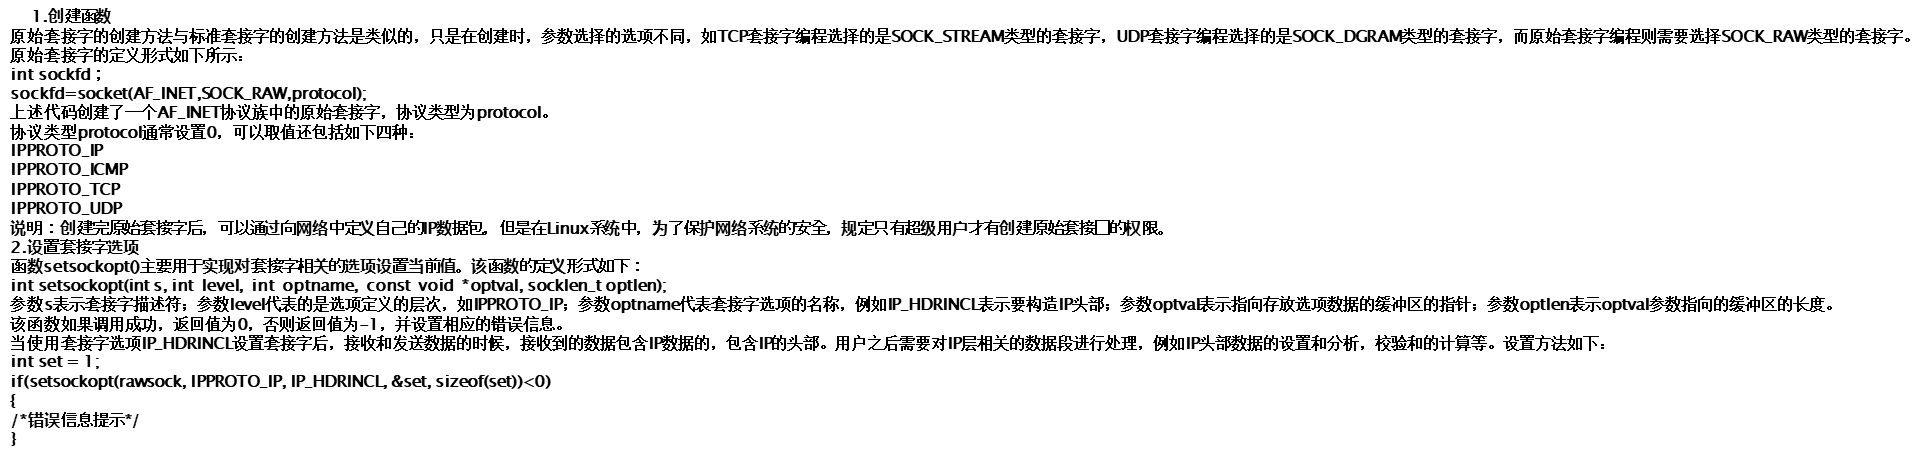 1.创建函数
原始套接字的创建方法与标准套接字的创建方法是类似的，只是在创建时，参数选择的选项不同，如TCP套接字编程选择的是SOCK_STREAM类型的套接字，UDP套接字编程选择的是SOCK_DGRAM类型的套接字，而原始套接字编程则需要选择SOCK_RAW类型的套接字。
原始套接字的定义形式如下所示：
int sockfd；
sockfd=socket(AF_INET,SOCK_RAW,protocol);
上述代码创建了一个AF_INET协议族中的原始套接字，协议类型为protocol。
协议类型protocol通常设置0，可以取值还包括如下四种：
IPPROTO_IP
IPPROTO_ICMP
IPPROTO_TCP
IPPROTO_UDP
说明：创建完原始套接字后，可以通过向网络中定义自己的IP数据包。但是在Linux系统中，为了保护网络系统的安全，规定只有超级用户才有创建原始套接口的权限。
2.设置套接字选项
函数setsockopt()主要用于实现对套接字相关的选项设置当前值。该函数的定义形式如下：
int setsockopt(int s, int level, int optname, const void *optval, socklen_t optlen);
参数s表示套接字描述符；参数level代表的是选项定义的层次，如IPPROTO_IP；参数optname代表套接字选项的名称，例如IP_HDRINCL表示要构造IP头部；参数optval表示指向存放选项数据的缓冲区的指针；参数optlen表示optval参数指向的缓冲区的长度。
该函数如果调用成功，返回值为0，否则返回值为-1，并设置相应的错误信息。
当使用套接字选项IP_HDRINCL设置套接字后，接收和发送数据的时候，接收到的数据包含IP数据的，包含IP的头部。用户之后需要对IP层相关的数据段进行处理，例如IP头部数据的设置和分析，校验和的计算等。设置方法如下：
int set = 1;
if(setsockopt(rawsock, IPPROTO_IP, IP_HDRINCL, &set, sizeof(set))<0)
{
/*错误信息提示*/
}